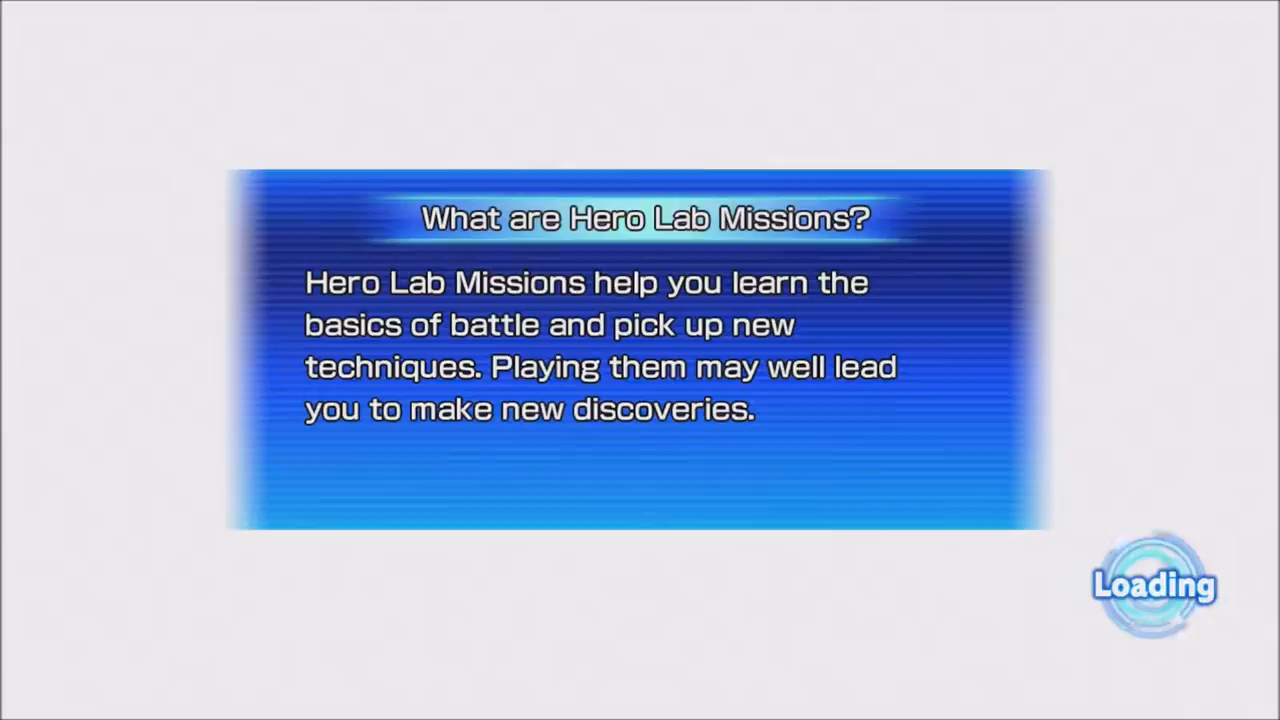 What are Hero Lab Missions?
Hero Lab Missions help you learn the
basics of battle and pick up new
techniques. Playing them may well lead
you to make new discoveries.
Loading